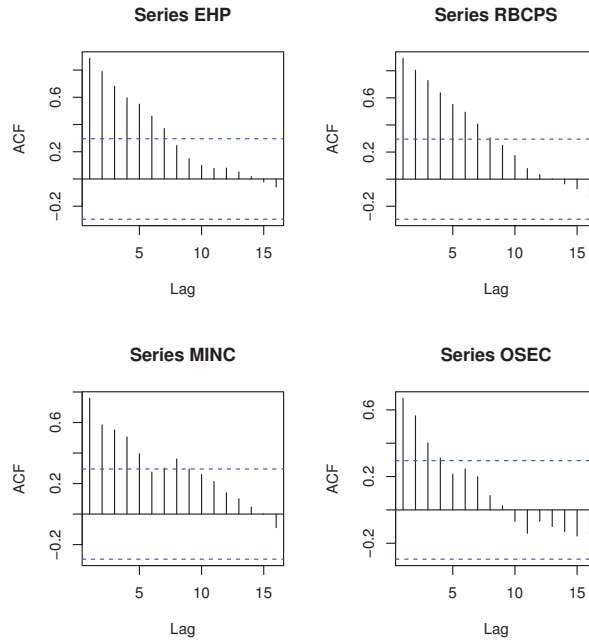 Series EHP
ACF
−0.2
0.2
0.6
5
10
15
Lag
Series RBCPS
ACF
−0.2
0.2
0.6
5
10
15
Lag
Series MINC
ACF
−0.2
0.2
0.6
5
10
15
Lag
Series OSEC
ACF
−0.2
0.2
0.6
5
10
15
Lag